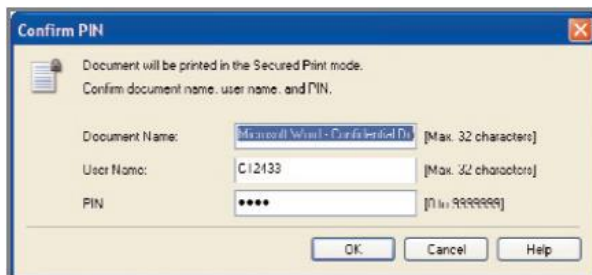 Confirm PIN
Document will be printed in the Secured Print mode.
Confirm document name, user name, and PIN.
Document Name: Microsoft Word - Confidential Do [Max. 32 characters]
User Name: C12433 [Max. 32 characters]
PIN •••• [0 to 9999999]
OK Cancel Help